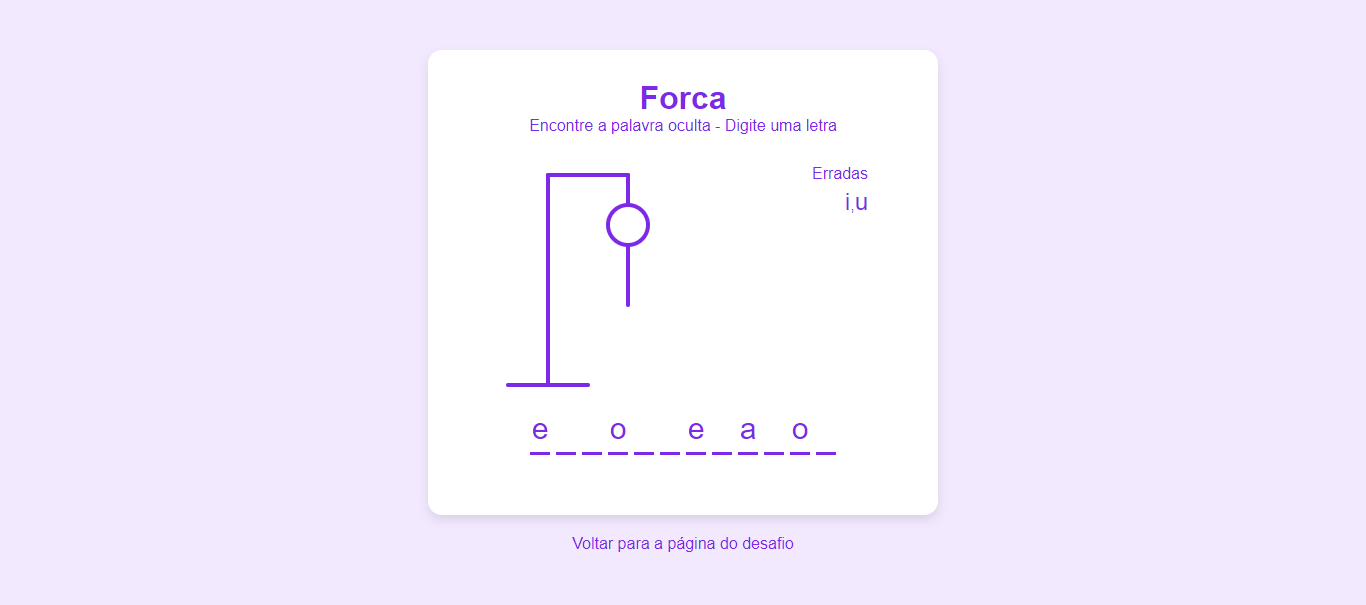 Forca
Encontre a palavra oculta - Digite uma letra
Erradas
i,u
e o e a o
Voltar para a página do desafio